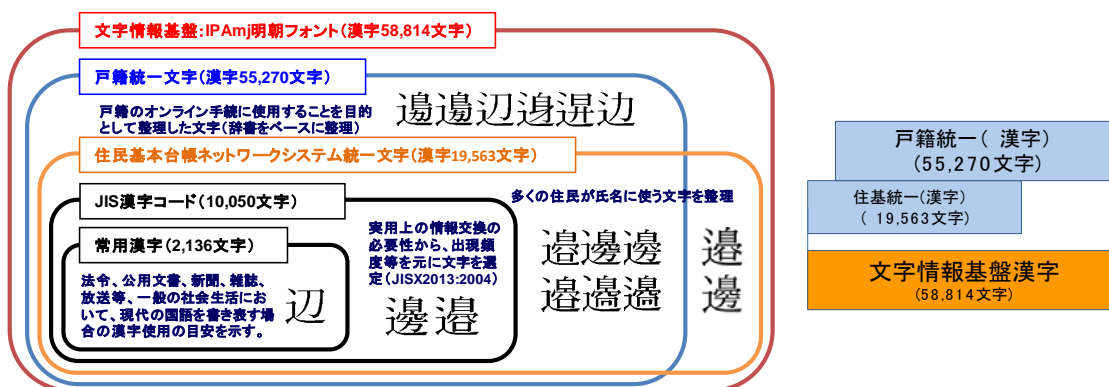 文字情報基盤:IPAmj明朝フォント(漢字58,814文字)
戸籍統一文字(漢字55,270文字)
戸籍のオンライン手続に使用することを目的
として整理した文字(辞書をベースに整理)
住民基本台帳ネットワークシステム統一文字(漢字19,563文字)
多くの住民が氏名に使う文字を整理
JIS漢字コード(10,050文字)
実用上の情報交換の
必要性から、出現頻
度等を元に文字を選
定(JISX2013:2004)
邊邉
常用漢字(2,136文字)
法令、公用文書、新聞、雑誌、
放送等、一般の社会生活にお
いて、現代の国語を書き表す場
合の漢字使用の目安を示す。
辺
戸籍統一( 漢字)
(55,270文字)
住基統一(漢字)
( 19,563文字)
文字情報基盤漢字
(58,814文字)